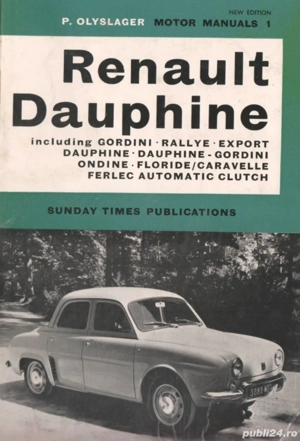 NEW EDITION
P. OLYSLAGER MOTOR MANUALS 1
Renault
Dauphine
including GORDINI · RALLYE · EXPORT
DAUPHINE · DAUPHINE-GORDINI
ONDINE · FLORIDE/CARAVELLE
FERLEC AUTOMATIC CLUTCH
SUNDAY TIMES PUBLICATIONS
publi24.ro